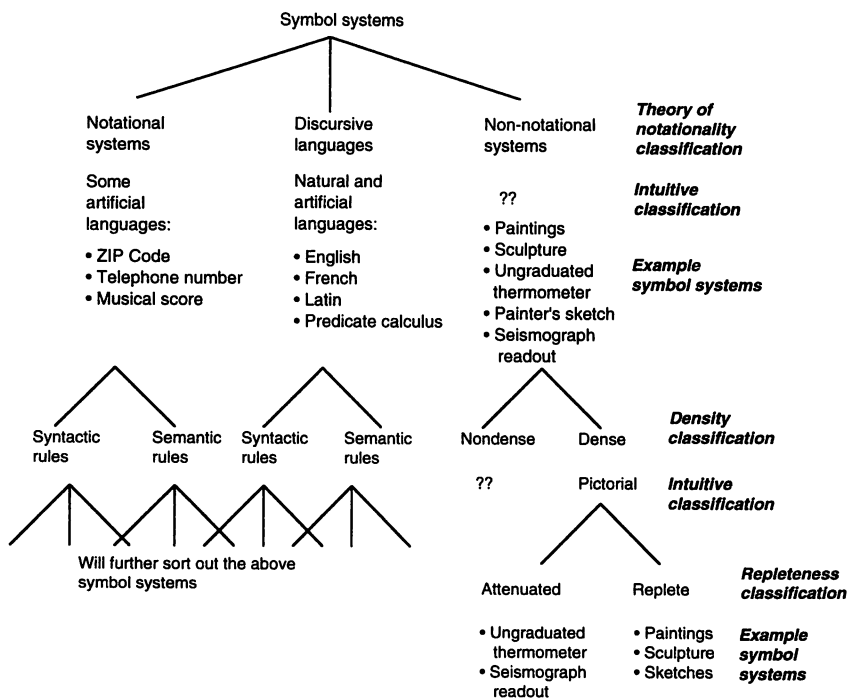 Symbol systems
Notational
systems
Discursive
languages
Non-notational
systems
Theory of
notationality
classification
Some
artificial
languages:
Natural and
artificial
languages:
??
Intuitive
classification
• ZIP Code
• Telephone number
• Musical score
• English
• French
• Latin
• Predicate calculus
• Paintings
• Sculpture
• Ungraduated
thermometer
• Painter's sketch
• Seismograph
readout
Example
symbol systems
Syntactic
rules
Semantic
rules
Syntactic
rules
Semantic
rules
Nondense
Dense
Density
classification
??
Pictorial
Intuitive
classification
Will further sort out the above
symbol systems
Attenuated
Replete
Repleteness
classification
• Ungraduated
thermometer
• Seismograph
readout
• Paintings
• Sculpture
• Sketches
Example
symbol
systems